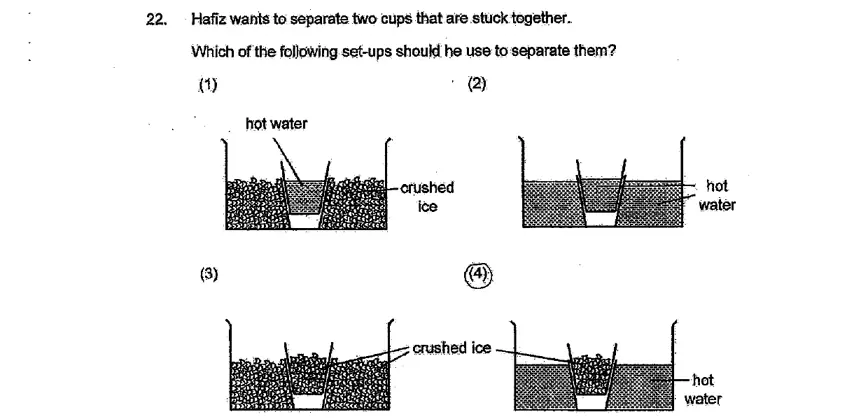 22. Hafiz wants to separate two cups that are stuck together.
Which of the following set-ups should he use to separate them?
(1) (2)
hot water
crushed
ice
hot
water
(3) (4)
crushed ice
hot
water